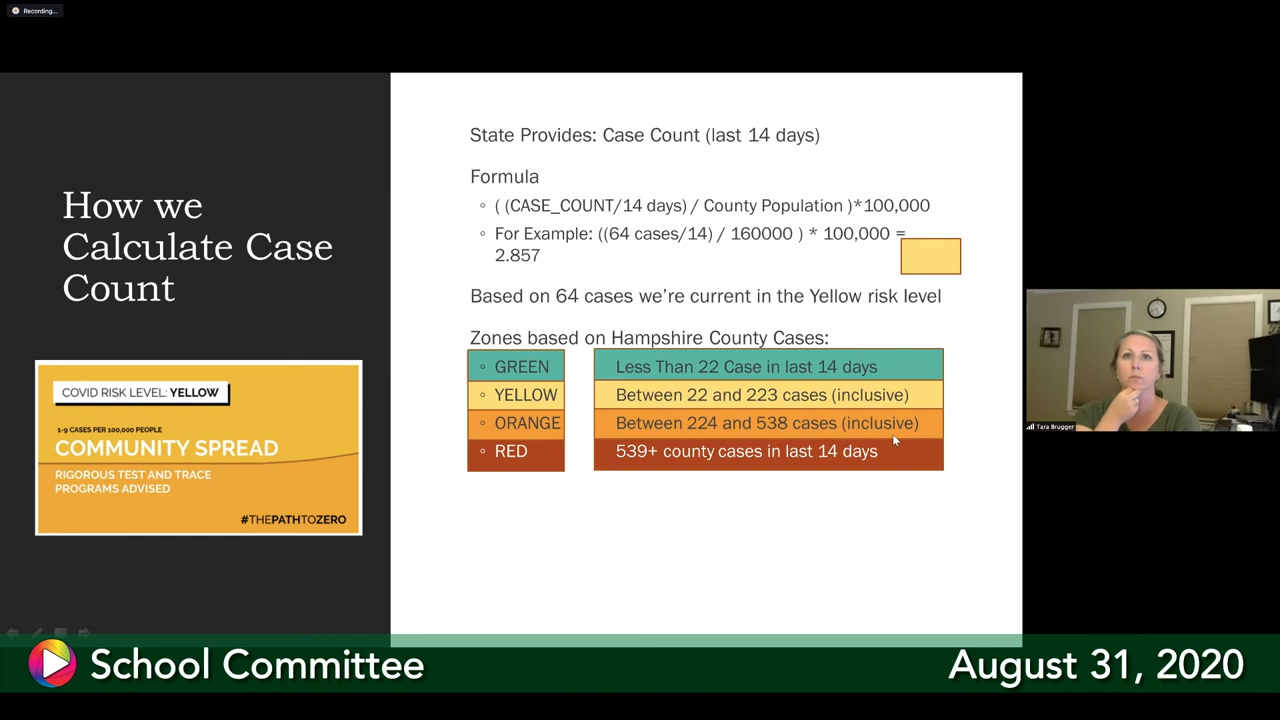 Recording...
How we
Calculate Case
Count
COVID RISK LEVEL: YELLOW
1-9 CASES PER 100,000 PEOPLE
COMMUNITY SPREAD
RIGOROUS TEST AND TRACE
PROGRAMS ADVISED
#THEPATHTOZERO
State Provides: Case Count (last 14 days)
Formula
◦ ( (CASE_COUNT/14 days) / County Population )*100,000
◦ For Example: ((64 cases/14) / 160000 ) * 100,000 =
2.857
Based on 64 cases we're current in the Yellow risk level
Zones based on Hampshire County Cases:
◦ GREEN Less Than 22 Case in last 14 days
◦ YELLOW Between 22 and 223 cases (inclusive)
◦ ORANGE Between 224 and 538 cases (inclusive)
◦ RED 539+ county cases in last 14 days
Tara Brugger
School Committee August 31, 2020